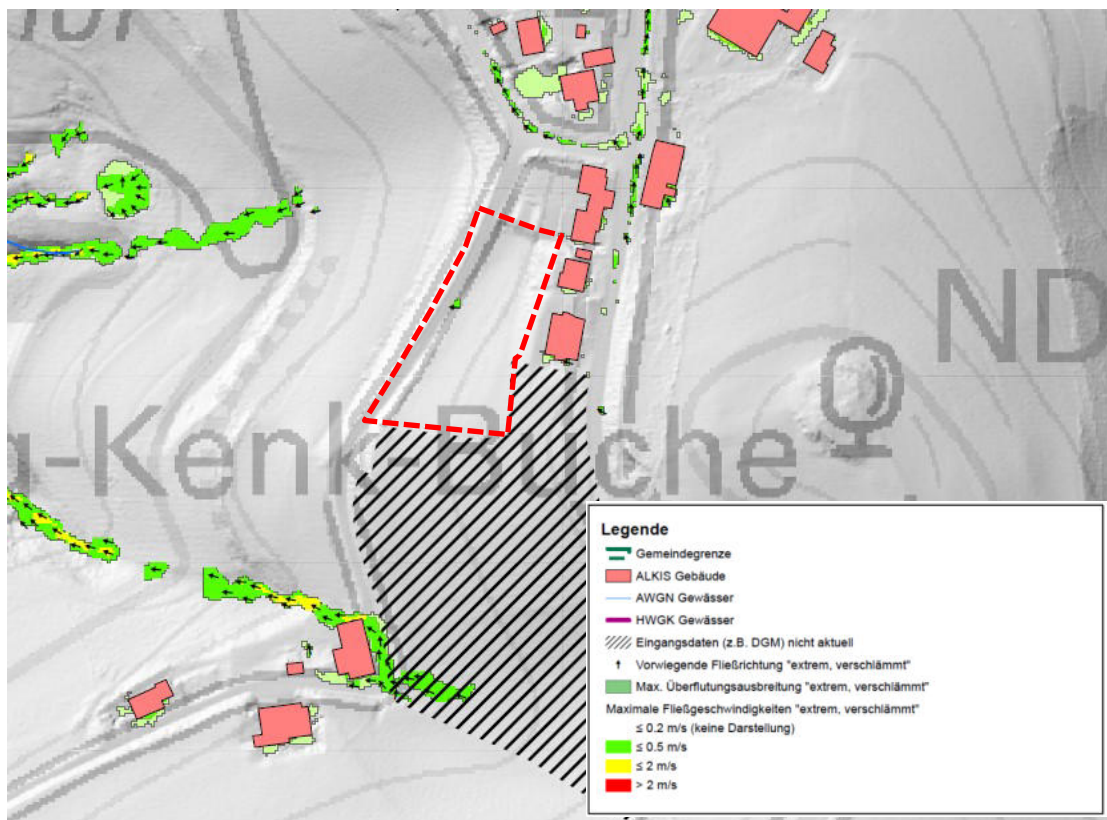 ND
-Kenk-Buche
Legende
Gemeindegrenze
ALKIS Gebäude
AWGN Gewässer
HWGK Gewässer
Eingangsdaten (z.B. DGM) nicht aktuell
Vorwiegende Fließrichtung "extrem, verschlämmt"
Max. Überflutungsausbreitung "extrem, verschlämmt"
Maximale Fließgeschwindigkeiten "extrem, verschlämmt"
≤ 0.2 m/s (keine Darstellung)
≤ 0.5 m/s
≤ 2 m/s
> 2 m/s